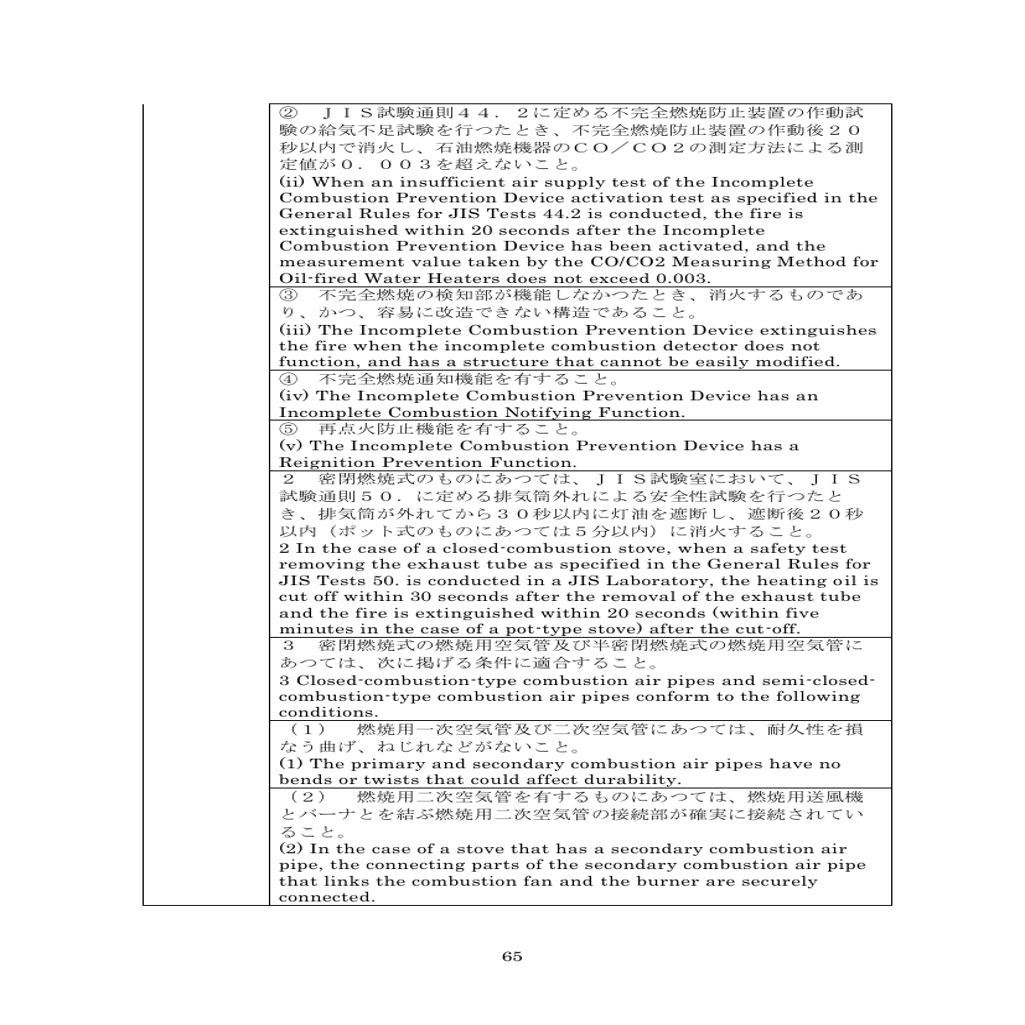 ②　ＪＩＳ試験通則４４．２に定める不完全燃焼防止装置の作動試
験の給気不足試験を行つたとき、不完全燃焼防止装置の作動後２０
秒以内で消火し、石油燃焼機器のＣＯ／ＣＯ２の測定方法による測
定値が０．００３を超えないこと。
(ii) When an insufficient air supply test of the Incomplete
Combustion Prevention Device activation test as specified in the
General Rules for JIS Tests 44.2 is conducted, the fire is
extinguished within 20 seconds after the Incomplete
Combustion Prevention Device has been activated, and the
measurement value taken by the CO/CO2 Measuring Method for
Oil-fired Water Heaters does not exceed 0.003.
③　不完全燃焼の検知部が機能しなかつたとき、消火するものであ
り、かつ、容易に改造できない構造であること。
(iii) The Incomplete Combustion Prevention Device extinguishes
the fire when the incomplete combustion detector does not
function, and has a structure that cannot be easily modified.
④　不完全燃焼通知機能を有すること。
(iv) The Incomplete Combustion Prevention Device has an
Incomplete Combustion Notifying Function.
⑤　再点火防止機能を有すること。
(v) The Incomplete Combustion Prevention Device has a
Reignition Prevention Function.
２　密閉燃焼式のものにあつては、ＪＩＳ試験室において、ＪＩＳ
試験通則５０．に定める排気筒外れによる安全性試験を行つたと
き、排気筒が外れてから３０秒以内に灯油を遮断し、遮断後２０秒
以内（ポット式のものにあつては５分以内）に消火すること。
2 In the case of a closed-combustion stove, when a safety test
removing the exhaust tube as specified in the General Rules for
JIS Tests 50. is conducted in a JIS Laboratory, the heating oil is
cut off within 30 seconds after the removal of the exhaust tube
and the fire is extinguished within 20 seconds (within five
minutes in the case of a pot-type stove) after the cut-off.
３　密閉燃焼式の燃焼用空気管及び半密閉燃焼式の燃焼用空気管に
あつては、次に掲げる条件に適合すること。
3 Closed-combustion-type combustion air pipes and semi-closed-
combustion-type combustion air pipes conform to the following
conditions.
（１）　燃焼用一次空気管及び二次空気管にあつては、耐久性を損
なう曲げ、ねじれなどがないこと。
(1) The primary and secondary combustion air pipes have no
bends or twists that could affect durability.
（２）　燃焼用二次空気管を有するものにあつては、燃焼用送風機
とバーナとを結ぶ燃焼用二次空気管の接続部が確実に接続されてい
ること。
(2) In the case of a stove that has a secondary combustion air
pipe, the connecting parts of the secondary combustion air pipe
that links the combustion fan and the burner are securely
connected.
65